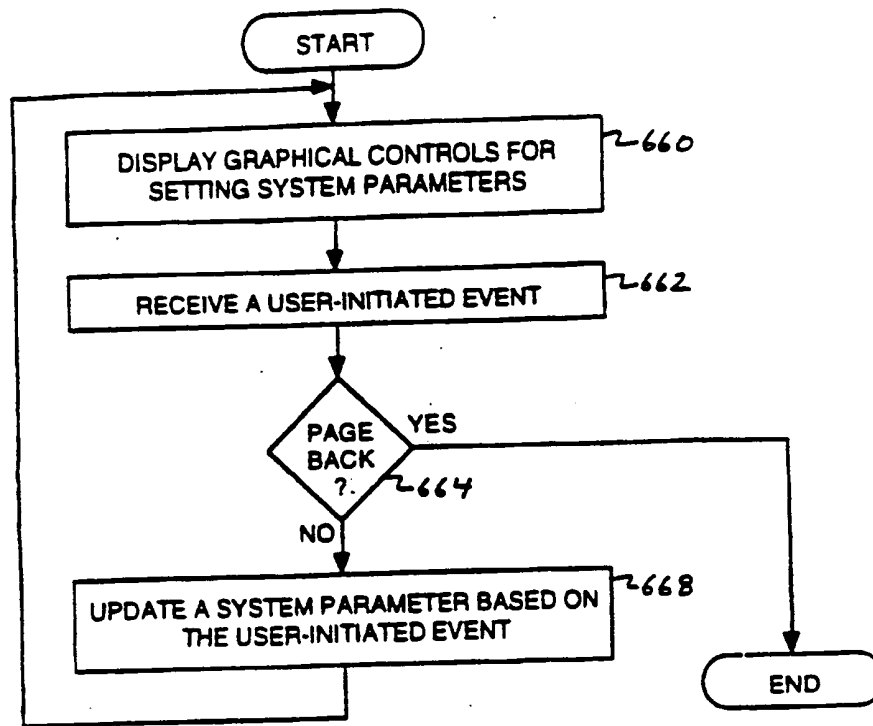 START
DISPLAY GRAPHICAL CONTROLS FOR
SETTING SYSTEM PARAMETERS
660
RECEIVE A USER-INITIATED EVENT
662
PAGE
BACK
?
YES
664
NO
UPDATE A SYSTEM PARAMETER BASED ON
THE USER-INITIATED EVENT
668
END